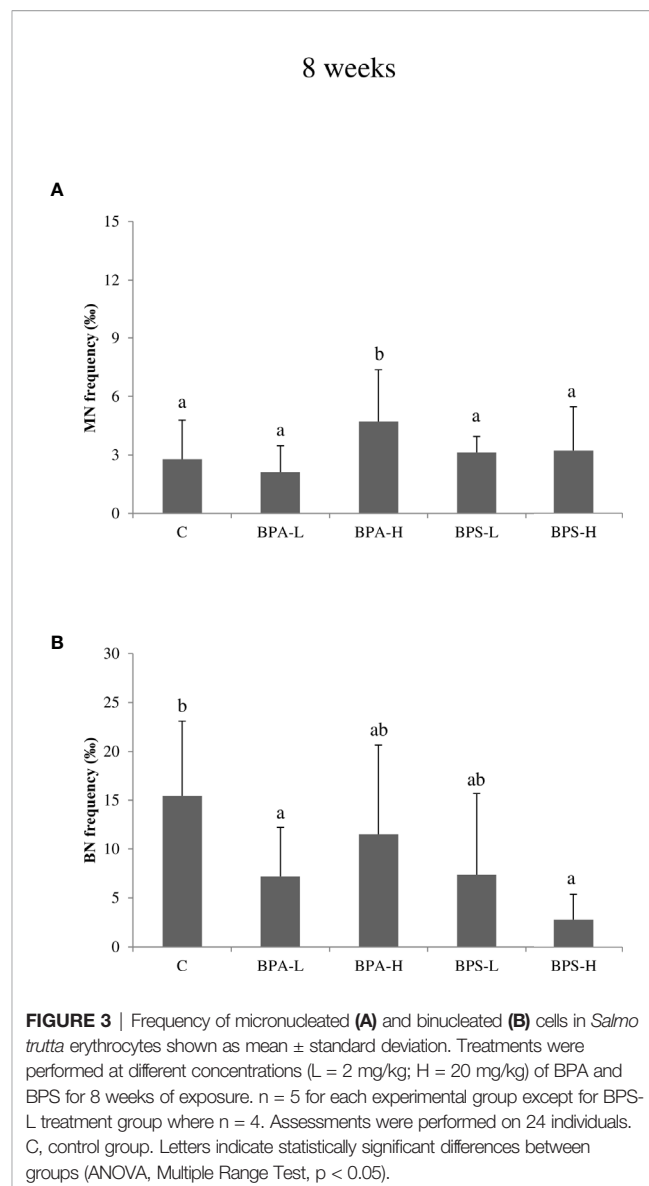 8 weeks
A
15
12
9
6
3
0
MN frequency (‰)
a
a
b
a
a
C
BPA-L
BPA-H
BPS-L
BPS-H
B
30
25
20
15
10
5
0
BN frequency (‰)
b
a
ab
ab
a
C
BPA-L
BPA-H
BPS-L
BPS-H
FIGURE 3 | Frequency of micronucleated (A) and binucleated (B) cells in Salmo
trutta erythrocytes shown as mean ± standard deviation. Treatments were
performed at different concentrations (L = 2 mg/kg; H = 20 mg/kg) of BPA and
BPS for 8 weeks of exposure. n = 5 for each experimental group except for BPS-
L treatment group where n = 4. Assessments were performed on 24 individuals.
C, control group. Letters indicate statistically significant differences between
groups (ANOVA, Multiple Range Test, p < 0.05).